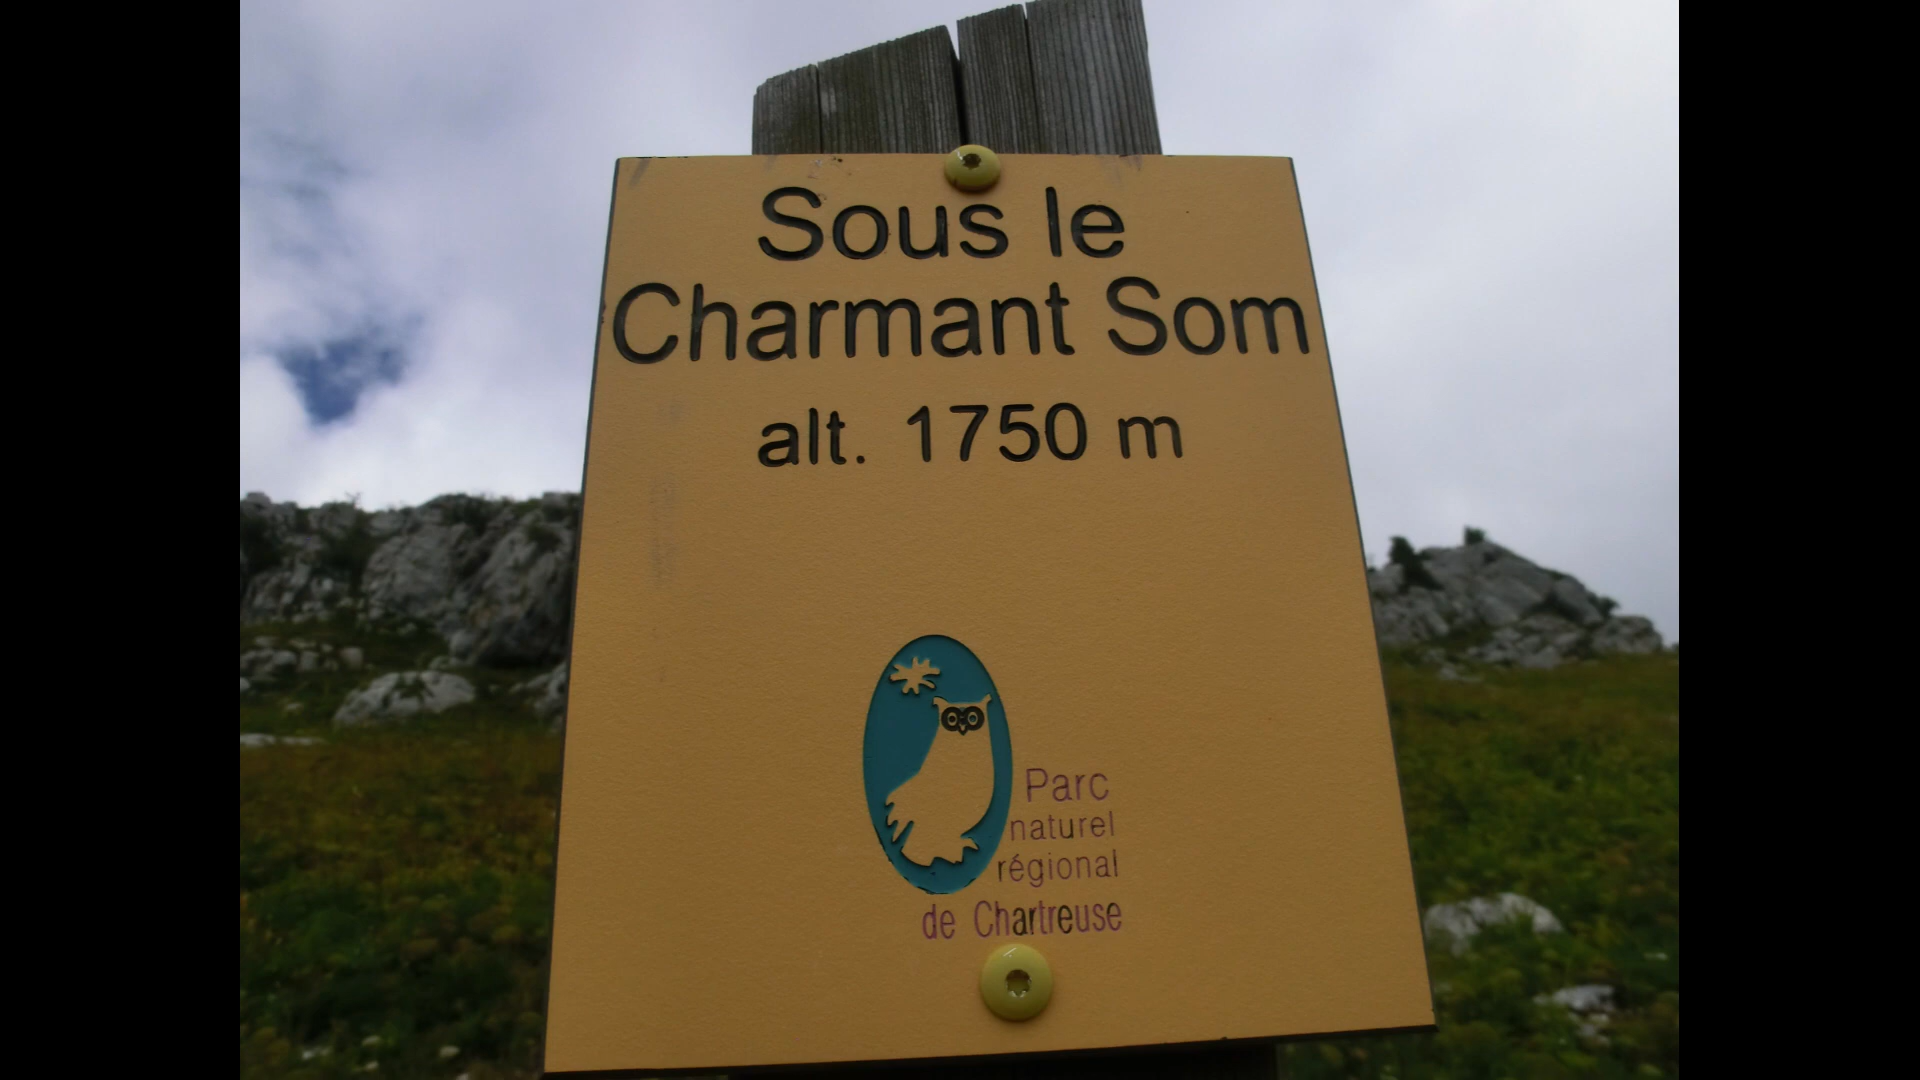 Sous le
Charmant Som
alt. 1750 m
Parc
naturel
régional
de Chartreuse